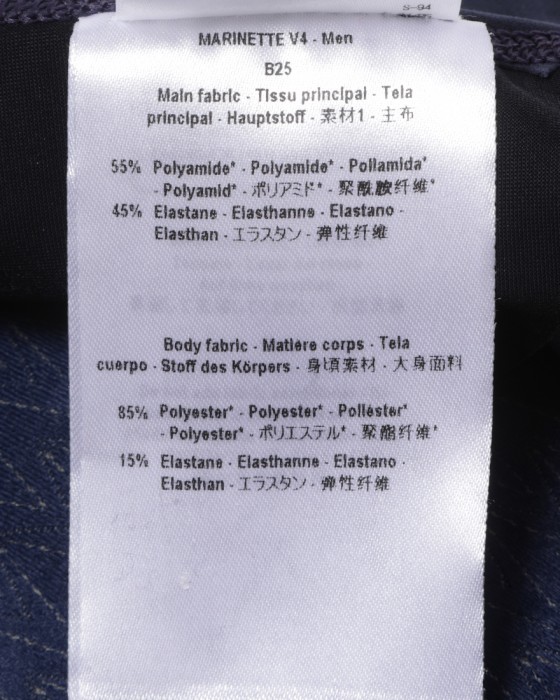 S-94
MARINETTE V4 - Men
B25
Main fabric - Tissu principal - Tela
principal - Hauptstoff - 素材1 - 主布
55% Polyamide* - Polyamide* - Poliamida*
- Polyamid* - ポリアミド* - 聚酰胺纤维*
45% Elastane - Elasthanne - Elastano -
Elasthan - エラスタン - 弹性纤维
Body fabric - Matière corps - Tela
cuerpo - Stoff des Körpers - 身頃素材 - 大身面料
85% Polyester* - Polyester* - Poliéster*
- Polyester* - ポリエステル* - 聚酯纤维*
15% Elastane - Elasthanne - Elastano -
Elasthan - エラスタン - 弹性纤维